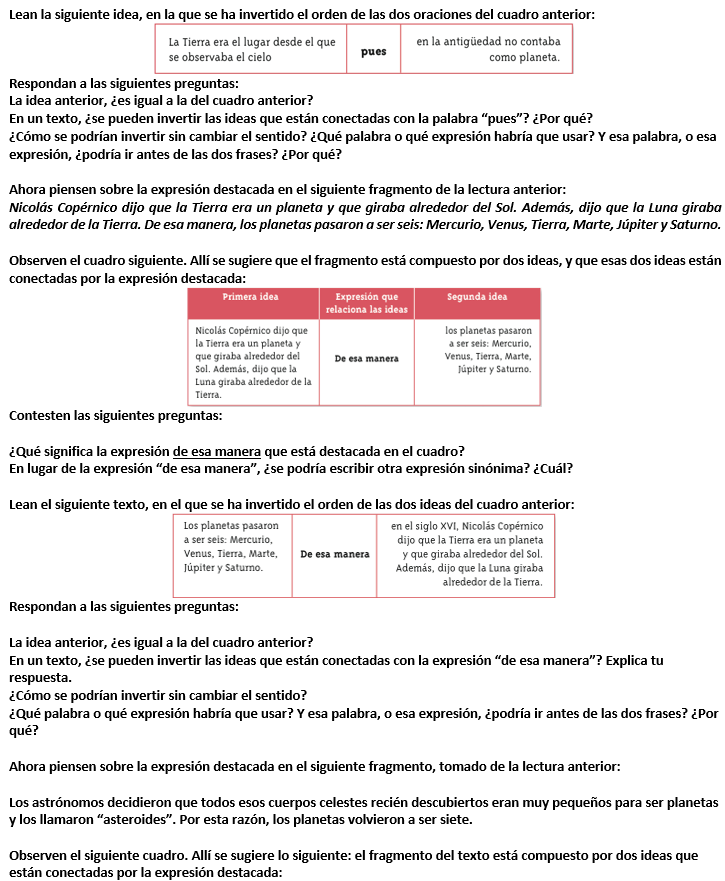 Lean la siguiente idea, en la que se ha invertido el orden de las dos oraciones del cuadro anterior:
La Tierra era el lugar desde el que
se observaba el cielo
pues
en la antigüedad no contaba
como planeta.
Respondan a las siguientes preguntas:
La idea anterior, ¿es igual a la del cuadro anterior?
En un texto, ¿se pueden invertir las ideas que están conectadas con la palabra “pues”? ¿Por qué?
¿Cómo se podrían invertir sin cambiar el sentido? ¿Qué palabra o qué expresión habría que usar? Y esa palabra, o esa
expresión, ¿podría ir antes de las dos frases? ¿Por qué?
Ahora piensen sobre la expresión destacada en el siguiente fragmento de la lectura anterior:
Nicolás Copérnico dijo que la Tierra era un planeta y que giraba alrededor del Sol. Además, dijo que la Luna giraba
alrededor de la Tierra. De esa manera, los planetas pasaron a ser seis: Mercurio, Venus, Tierra, Marte, Júpiter y Saturno.
Observen el cuadro siguiente. Allí se sugiere que el fragmento está compuesto por dos ideas, y que esas dos ideas están
conectadas por la expresión destacada:
Primera idea
Expresión que
relaciona las ideas
Segunda idea
Nicolás Copérnico dijo que
la Tierra era un planeta y
que giraba alrededor del
Sol. Además, dijo que la
Luna giraba alrededor de la
Tierra.
De esa manera
los planetas pasaron
a ser seis: Mercurio,
Venus, Tierra, Marte,
Júpiter y Saturno.
Contesten las siguientes preguntas:
¿Qué significa la expresión de esa manera que está destacada en el cuadro?
En lugar de la expresión “de esa manera”, ¿se podría escribir otra expresión sinónima? ¿Cuál?
Lean el siguiente texto, en el que se ha invertido el orden de las dos ideas del cuadro anterior:
Los planetas pasaron
a ser seis: Mercurio,
Venus, Tierra, Marte,
Júpiter y Saturno.
De esa manera
en el siglo XVI, Nicolás Copérnico
dijo que la Tierra era un planeta
y que giraba alrededor del Sol.
Además, dijo que la Luna giraba
alrededor de la Tierra.
Respondan a las siguientes preguntas:
La idea anterior, ¿es igual a la del cuadro anterior?
En un texto, ¿se pueden invertir las ideas que están conectadas con la expresión “de esa manera”? Explica tu
respuesta.
¿Cómo se podrían invertir sin cambiar el sentido?
¿Qué palabra o qué expresión habría que usar? Y esa palabra, o esa expresión, ¿podría ir antes de las dos frases? ¿Por
qué?
Ahora piensen sobre la expresión destacada en el siguiente fragmento, tomado de la lectura anterior:
Los astrónomos decidieron que todos esos cuerpos celestes recién descubiertos eran muy pequeños para ser planetas
y los llamaron “asteroides”. Por esta razón, los planetas volvieron a ser siete.
Observen el siguiente cuadro. Allí se sugiere lo siguiente: el fragmento del texto está compuesto por dos ideas que
están conectadas por la expresión destacada: